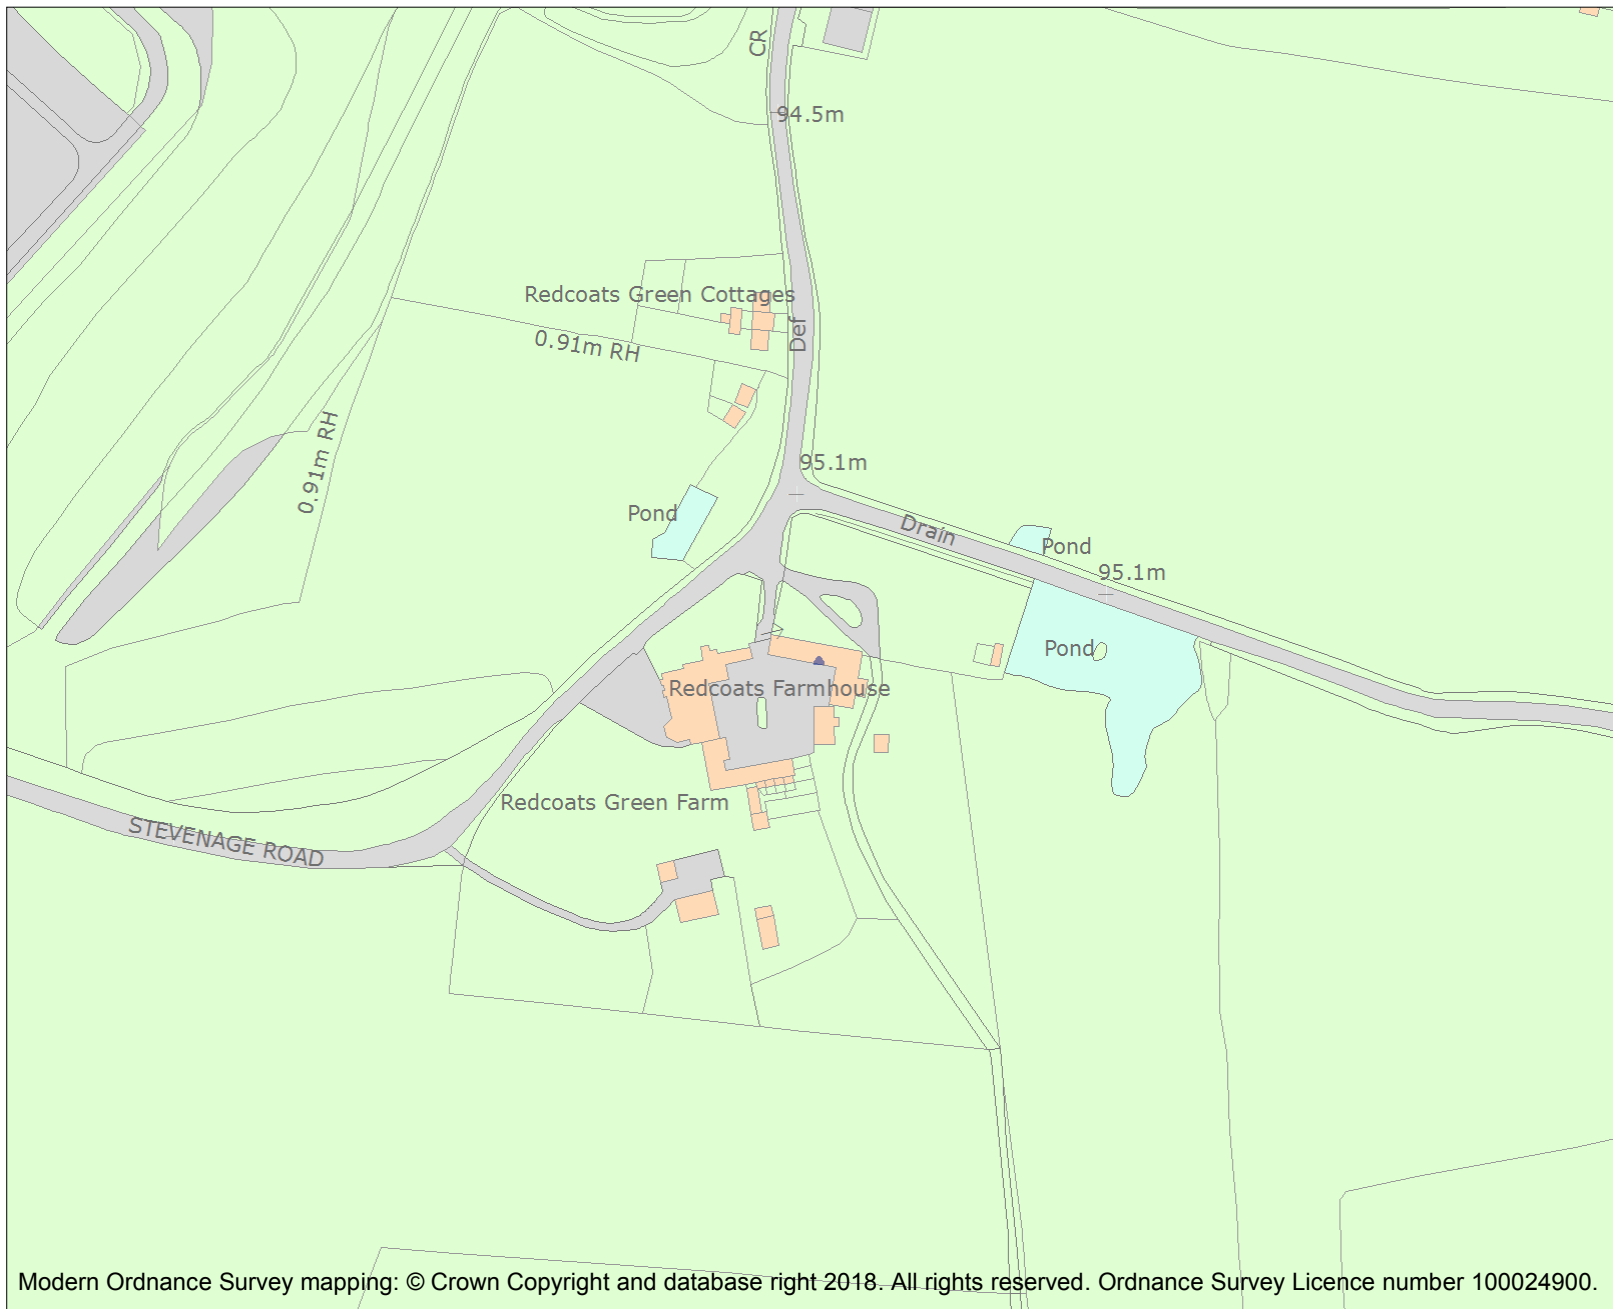 CR
94.5m
Redcoats Green Cottages
Def
0.91m RH
0.91m RH
95.1m
Pond
Drain
Pond
95.1m
Pond
Redcoats Farmhouse
Redcoats Green Farm
STEVENAGE ROAD
Modern Ordnance Survey mapping: © Crown Copyright and database right 2018. All rights reserved. Ordnance Survey Licence number 100024900.